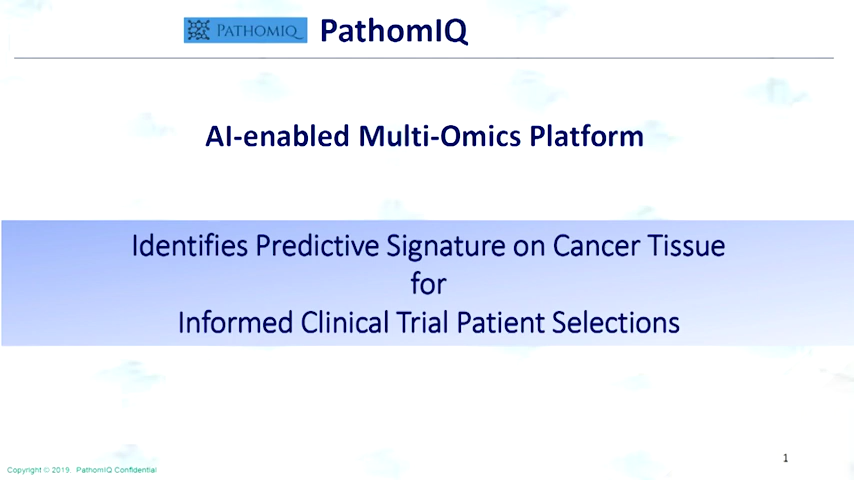 PATHOMIQ PathomIQ
AI-enabled Multi-Omics Platform
Identifies Predictive Signature on Cancer Tissue
for
Informed Clinical Trial Patient Selections
1
Copyright © 2019, PathomIQ Confidential